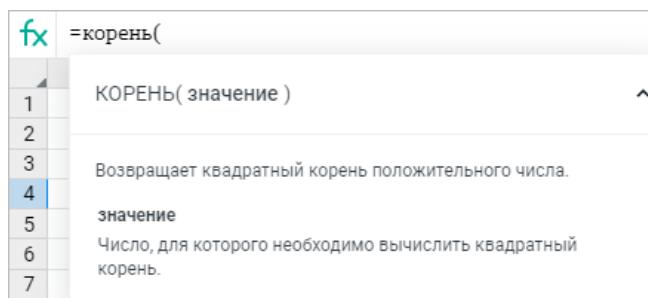 fx =корень(
КОРЕНЬ( значение )
1
2
Возвращает квадратный корень положительного числа.
3
4
значение
5
Число, для которого необходимо вычислить квадратный
6
корень.
7